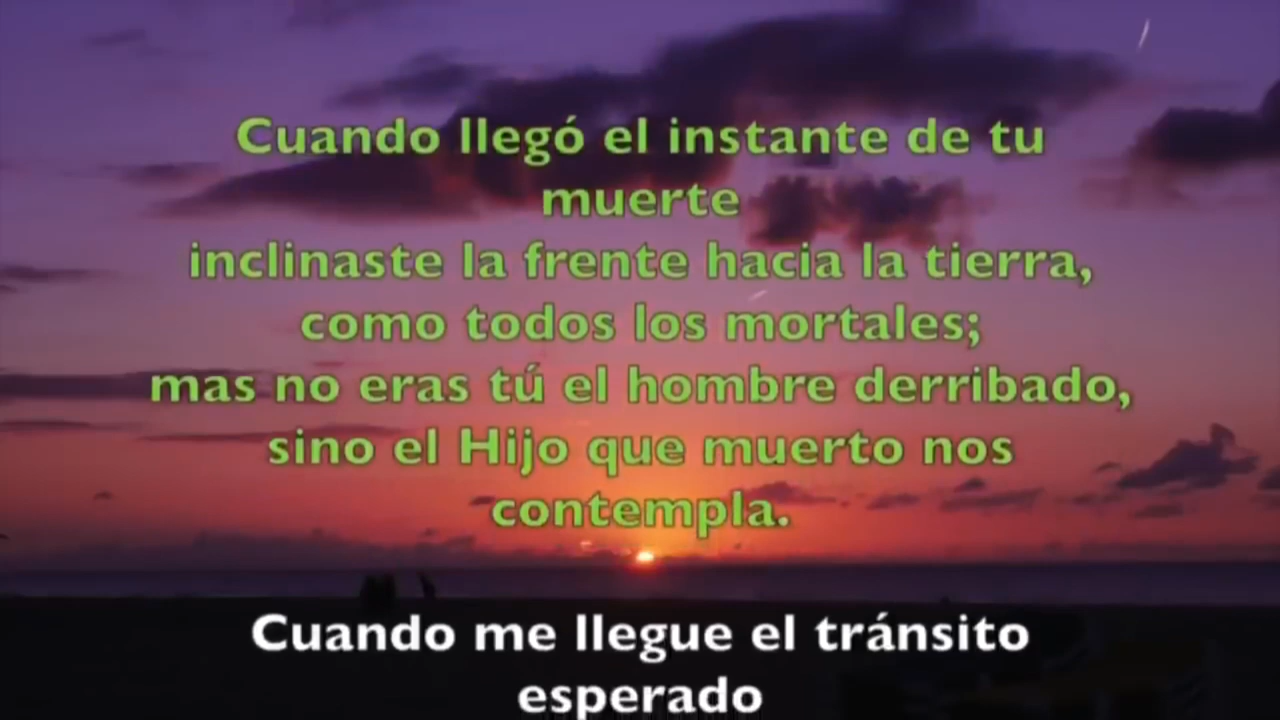 Cuando llegó el instante de tu
muerte
inclinaste la frente hacia la tierra,
como todos los mortales;
mas no eras tú el hombre derribado,
sino el Hijo que muerto nos
contempla.
Cuando me llegue el tránsito
esperado